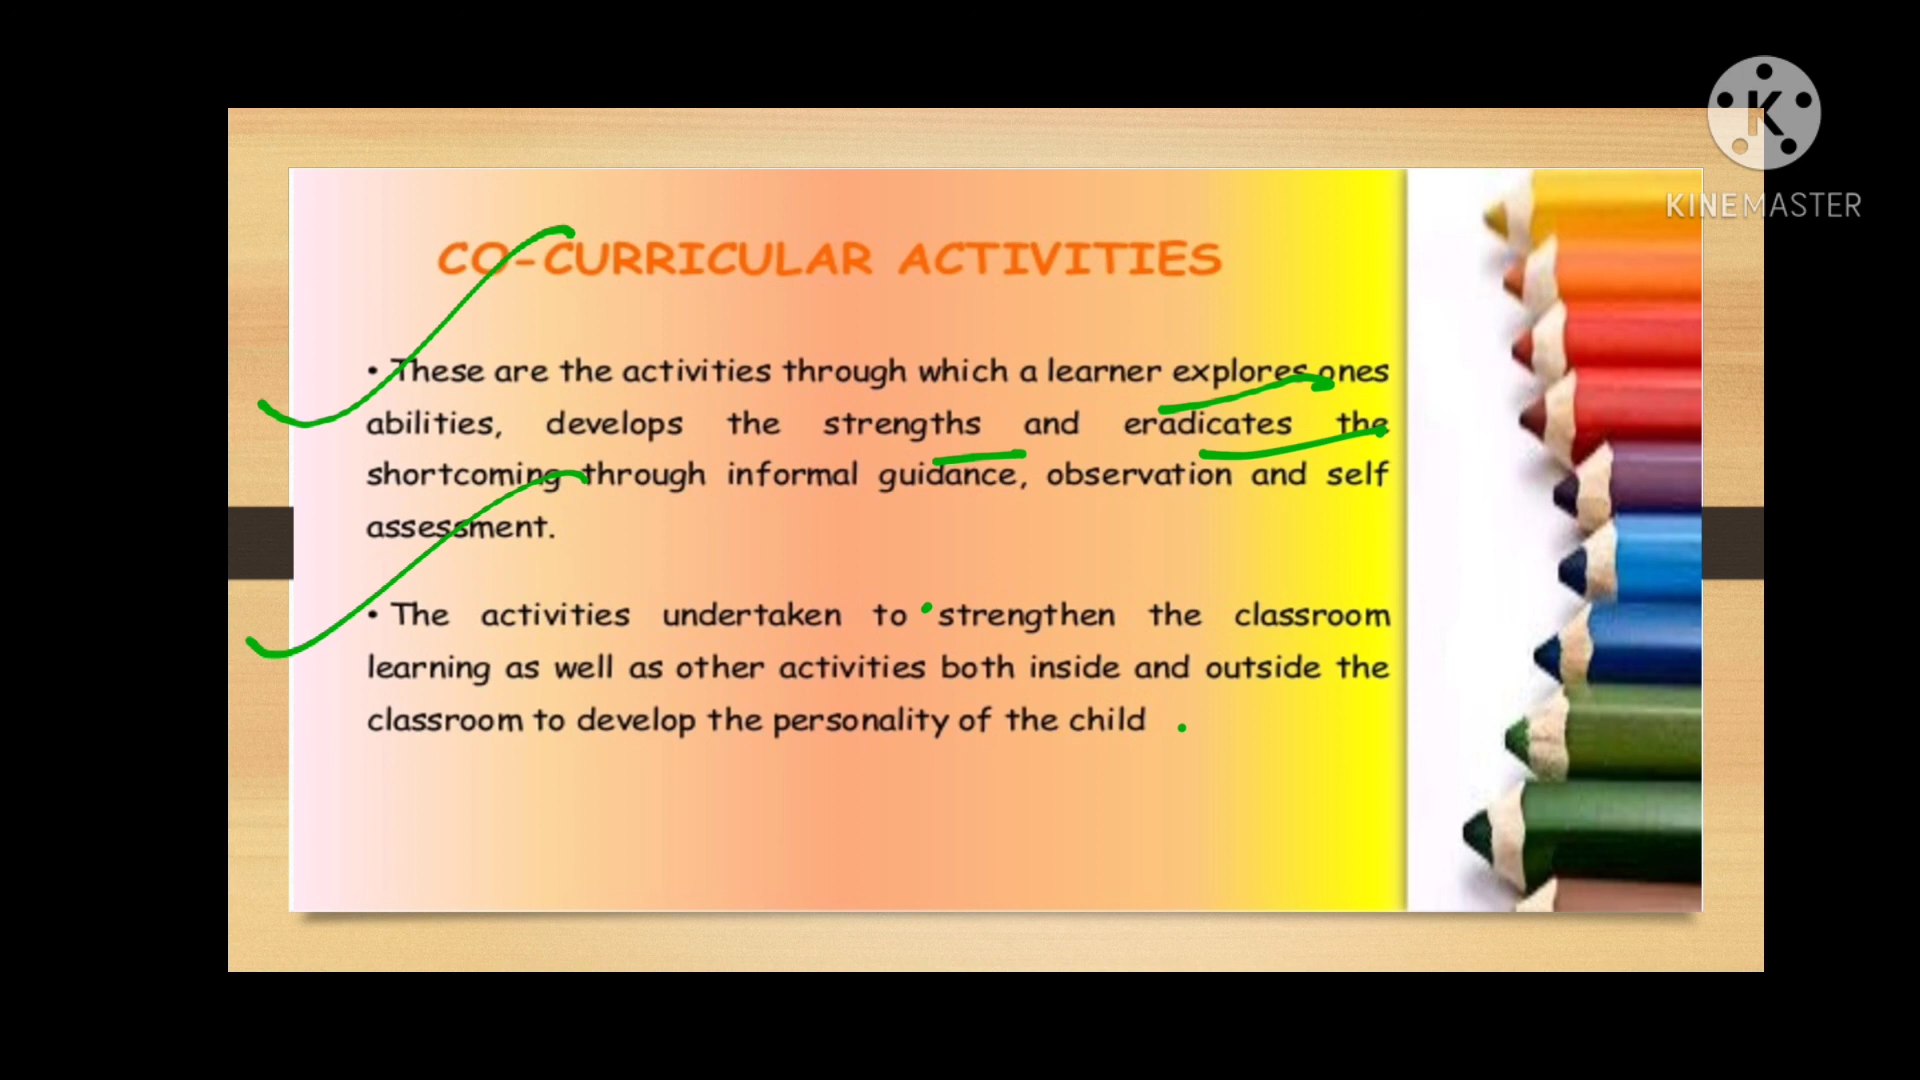 K
KINEMASTER
CO-CURRICULAR ACTIVITIES
• These are the activities through which a learner explores ones
abilities, develops the strengths and eradicates the
shortcoming through informal guidance, observation and self
assessment.
• The activities undertaken to strengthen the classroom
learning as well as other activities both inside and outside the
classroom to develop the personality of the child